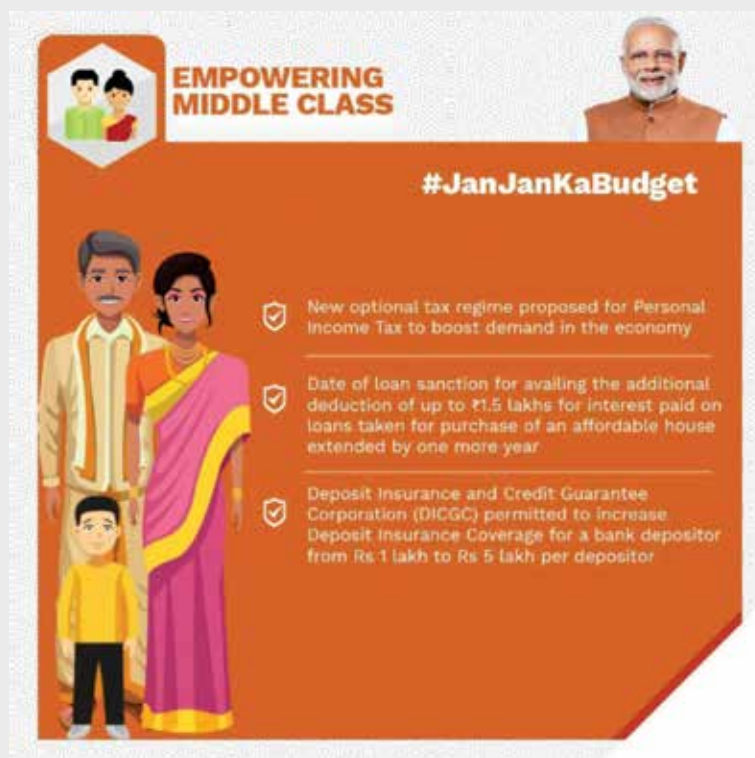 EMPOWERING
MIDDLE CLASS
#JanJanKaBudget
New optional tax regime proposed for Personal
Income Tax to boost demand in the economy
Date of loan sanction for availing the additional
deduction of up to ₹1.5 lakhs for interest paid on
loans taken for purchase of an affordable house
extended by one more year
Deposit Insurance and Credit Guarantee
Corporation (DICGC) permitted to increase
Deposit Insurance Coverage for a bank depositor
from Rs 1 lakh to Rs 5 lakh per depositor